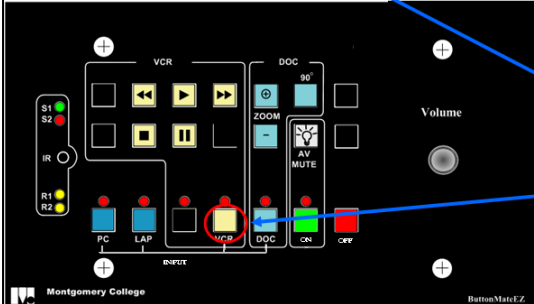 VCR
DOC
90°
S1
S2
ZOOM
Volume
AV
MUTE
IR
R1
R2
PC
LAP
VCR
DOC
ON
OFF
INPUT
Montgomery College
ButtonMateEZ